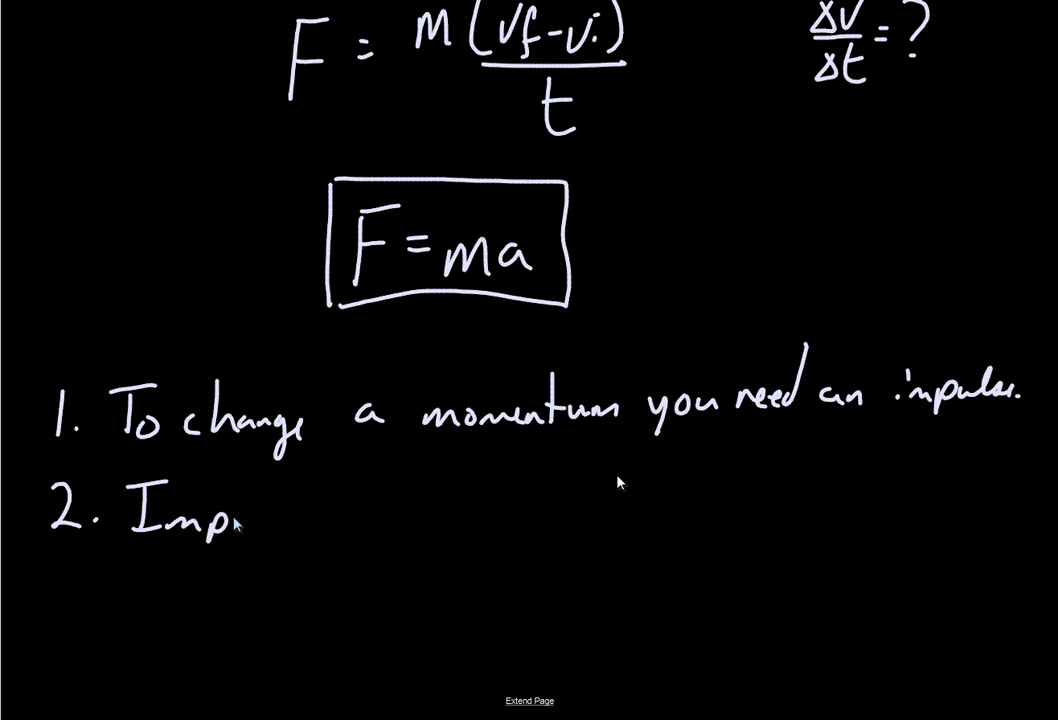 F = m(vf-vi)/t
Δv/Δt = ?
F = ma
1. To change a momentum you need an impulse.
2. Imp
Extend Page